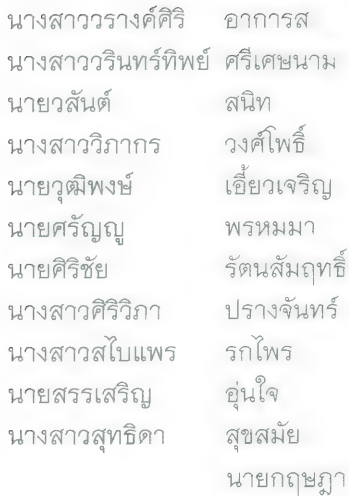 นางสาววรางค์ศิริ อาการส
นางสาววรินทร์ทิพย์ ศรีเศษนาม
นายวสันต์ สนิท
นางสาววิภากร วงศ์โพธิ์
นายวุฒิพงษ์ เอี้ยวเจริญ
นายศรัญญู พรหมมา
นายศิริชัย รัตนสัมฤทธิ์
นางสาวศิริวิภา ปรางจันทร์
นางสาวสไบแพร รกไพร
นายสรรเสริญ อุ่นใจ
นางสาวสุทธิดา สุขสมัย
นายกฤษฎา